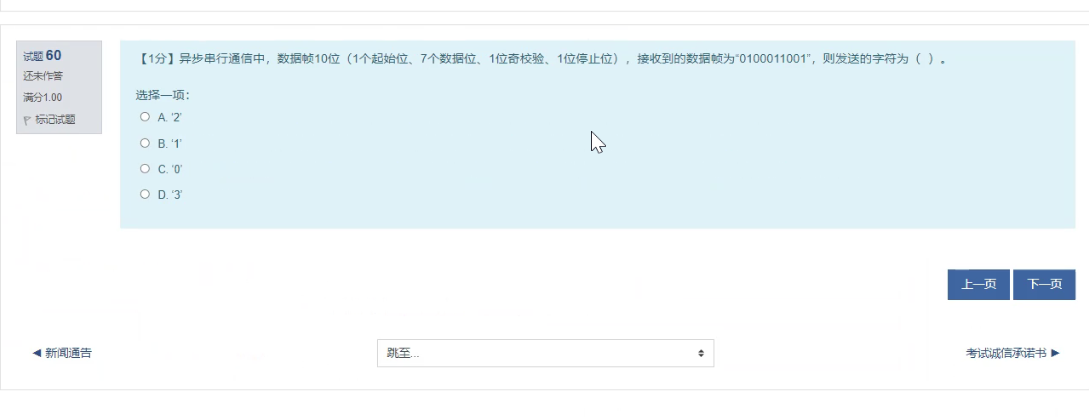 试题 60
还未作答
满分1.00
标记试题
【1分】异步串行通信中，数据帧10位（1个起始位、7个数据位、1位奇校验、1位停止位），接收到的数据帧为“0100011001”，则发送的字符为（ ）。
选择一项：
A. '2'
B. '1'
C. '0'
D. '3'
上一页
下一页
◀ 新闻通告
跳至...
考试诚信承诺书 ▶